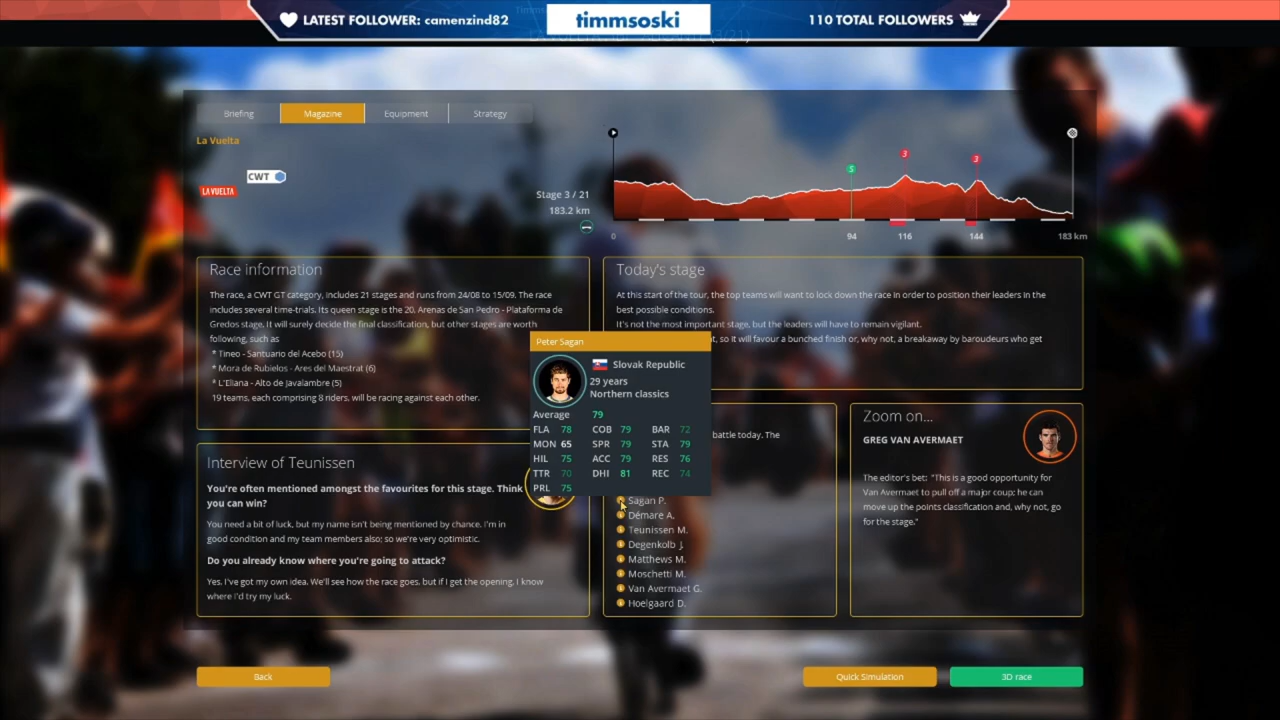 LATEST FOLLOWER: camenzind82
timmsoski
110 TOTAL FOLLOWERS
Briefing
Magazine
Equipment
Strategy
La Vuelta
LA VUELTA
CWT
Stage 3 / 21
183.2 km
S
3
3
0
94
116
144
183 km
Race information
The race, a CWT GT category, includes 21 stages and runs from 24/08 to 15/09. The race
includes several time-trials. Its queen stage is the 20, Arenas de San Pedro - Plataforma de
Gredos stage. It will surely decide the final classification, but other stages are worth
following, such as
* Tineo - Santuario del Acebo (15)
* Mora de Rubielos - Ares del Maestrat (6)
* L'Eliana - Alto de Javalambre (5)
19 teams, each comprising 8 riders, will be racing against each other.
Today's stage
At this start of the tour, the top teams will want to lock down the race in order to position their leaders in the
best possible conditions.
It's not the most important stage, but the leaders will have to remain vigilant.
t, so it will favour a bunched finish or, why not, a breakaway by baroudeurs who get
Peter Sagan
Slovak Republic
29 years
Northern classics
Average 79
FLA 78 COB 79 BAR 72
MON 65 SPR 79 STA 79
HIL 75 ACC 79 RES 76
TTR 70 DHI 81 REC 74
PRL 75
Interview of Teunissen
You're often mentioned amongst the favourites for this stage. Think
you can win?
You need a bit of luck, but my name isn't being mentioned by chance. I'm in
good condition and my team members also; so we're very optimistic.
Do you already know where you're going to attack?
Yes, I've got my own idea. We'll see how the race goes, but if I get the opening, I know
where I'd try my luck.
battle today. The
Sagan P.
Démare A.
Teunissen M.
Degenkolb J.
Matthews M.
Moschetti M.
Van Avermaet G.
Hoelgaard D.
Zoom on...
GREG VAN AVERMAET
The editor's bet: "This is a good opportunity for
Van Avermaet to pull off a major coup; he can
move up the points classification and, why not, go
for the stage."
Back
Quick Simulation
3D race